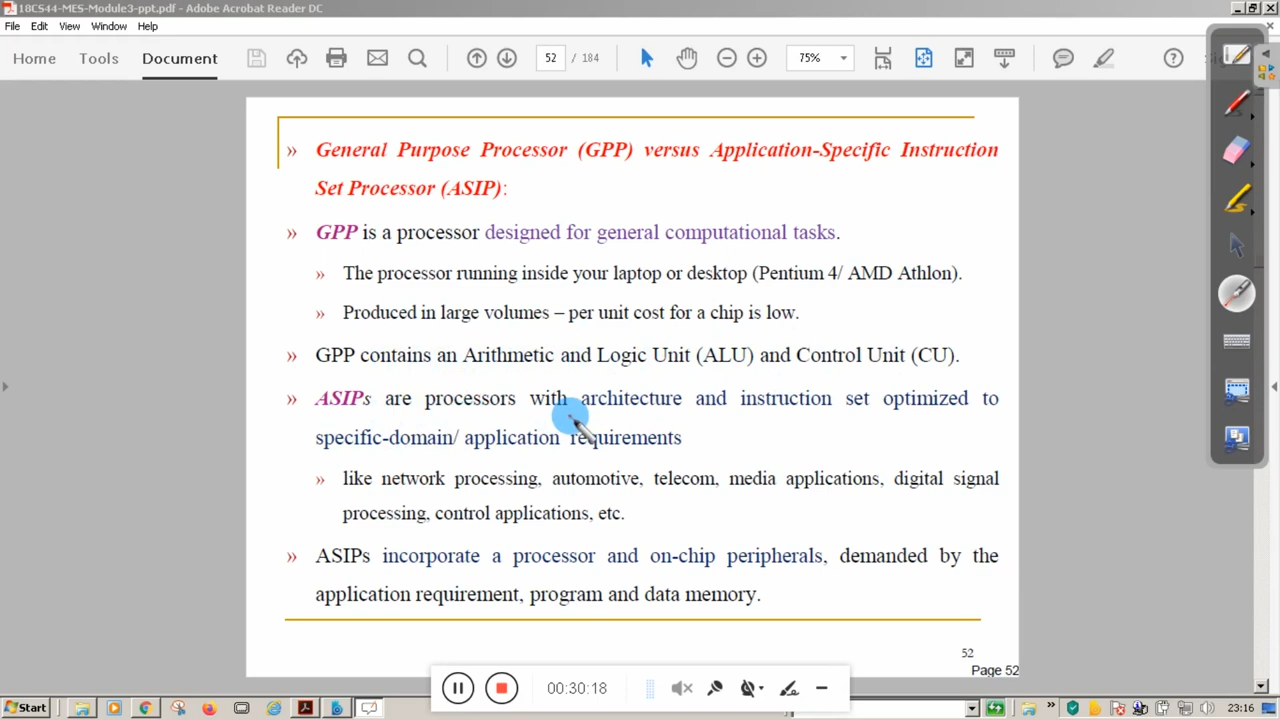 18CS44-MES-Module3-ppt.pdf - Adobe Acrobat Reader DC
File Edit View Window Help
Home Tools Document 52 / 184 75%
» General Purpose Processor (GPP) versus Application-Specific Instruction
Set Processor (ASIP):
» GPP is a processor designed for general computational tasks.
» The processor running inside your laptop or desktop (Pentium 4/ AMD Athlon).
» Produced in large volumes – per unit cost for a chip is low.
» GPP contains an Arithmetic and Logic Unit (ALU) and Control Unit (CU).
» ASIPs are processors with architecture and instruction set optimized to
specific-domain/ application requirements
» like network processing, automotive, telecom, media applications, digital signal
processing, control applications, etc.
» ASIPs incorporate a processor and on-chip peripherals, demanded by the
application requirement, program and data memory.
52
Page 52
00:30:18
Start
23:16